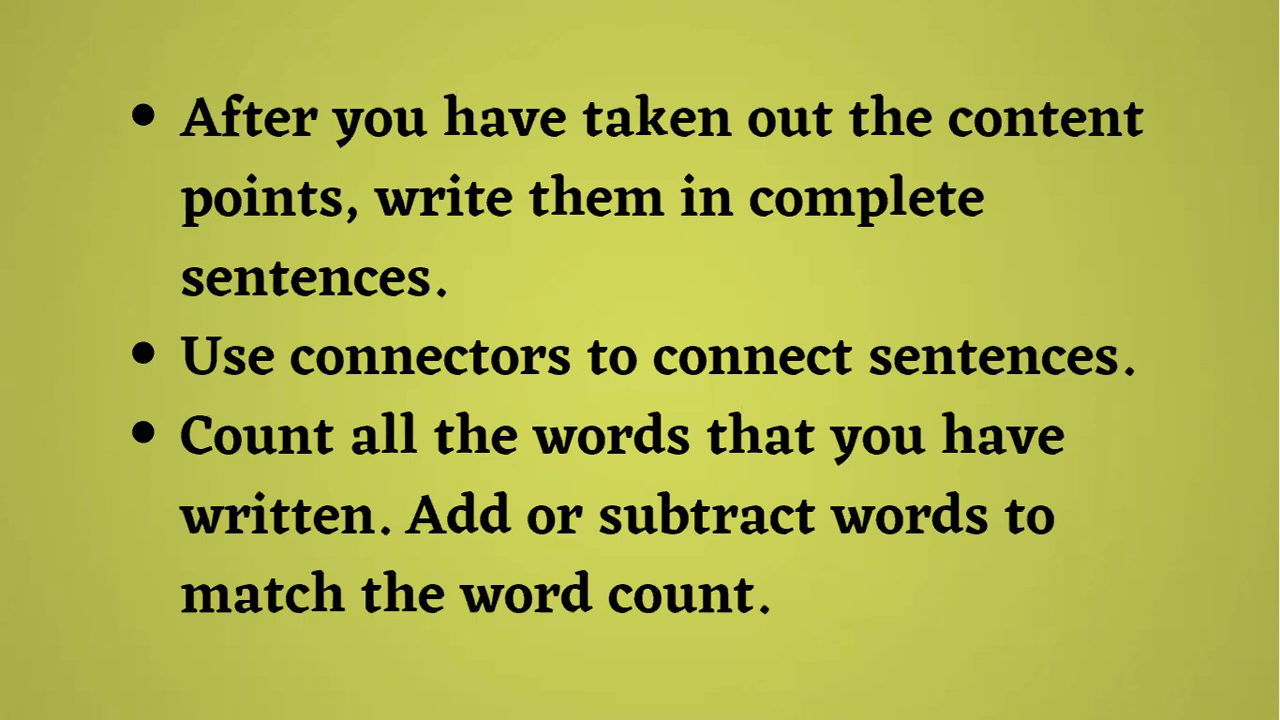 • After you have taken out the content
points, write them in complete
sentences.
• Use connectors to connect sentences.
• Count all the words that you have
written. Add or subtract words to
match the word count.